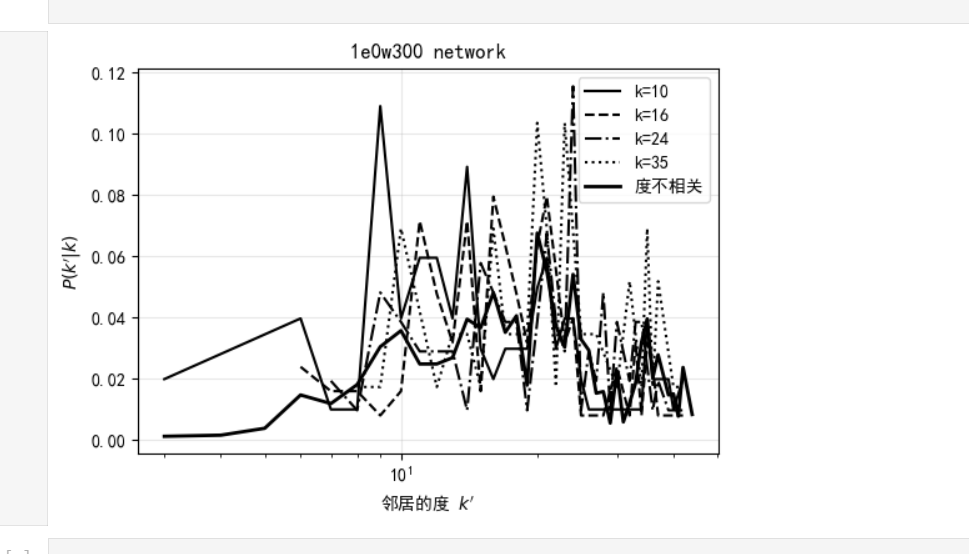 1e0w300 network
0.12
0.10
0.08
0.06
0.04
0.02
0.00
P(k'|k)
k=10
k=16
k=24
k=35
度不相关
10¹
邻居的度 k'
[ ]